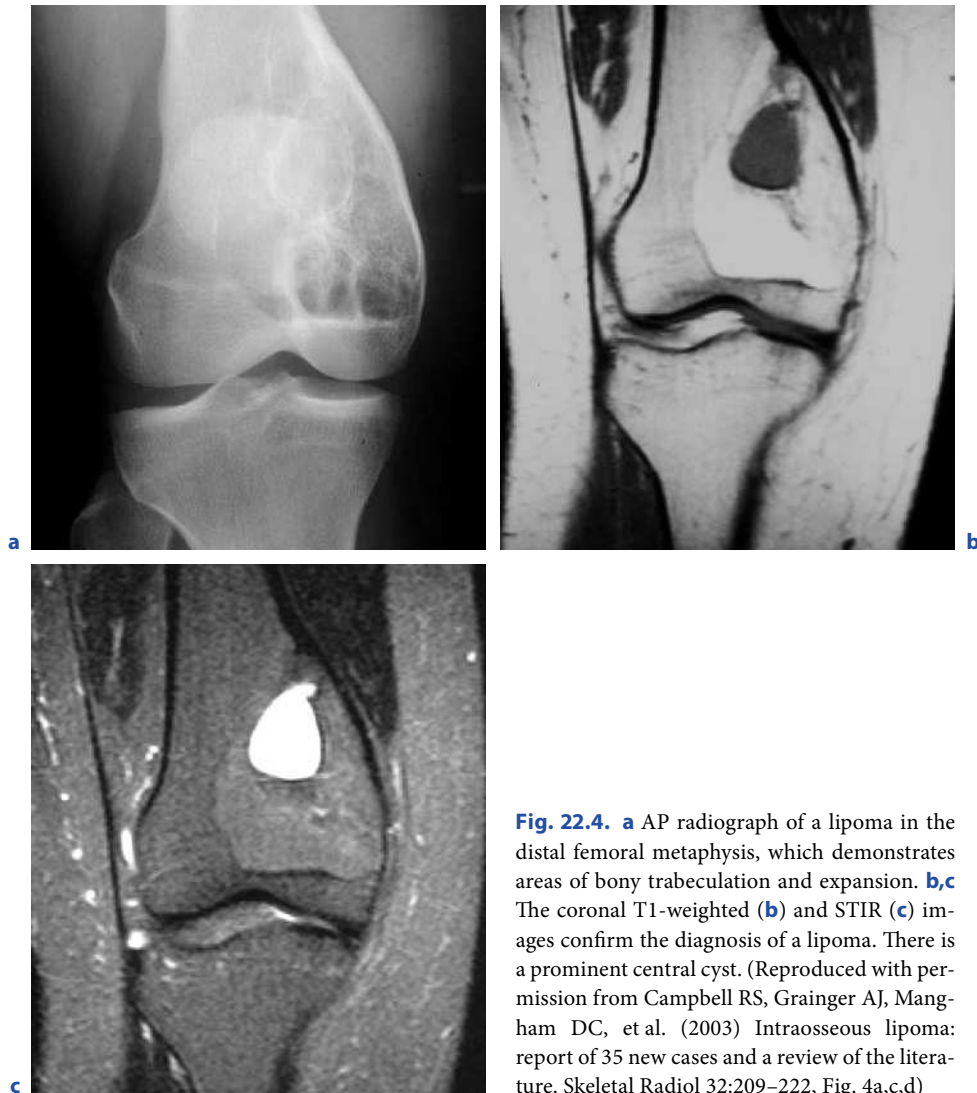 a
b
c
Fig. 22.4. a AP radiograph of a lipoma in the
distal femoral metaphysis, which demonstrates
areas of bony trabeculation and expansion. b,c
The coronal T1-weighted (b) and STIR (c) im-
ages confirm the diagnosis of a lipoma. There is
a prominent central cyst. (Reproduced with per-
mission from Campbell RS, Grainger AJ, Mang-
ham DC, et al. (2003) Intraosseous lipoma:
report of 35 new cases and a review of the litera-
ture. Skeletal Radiol 32:209–222, Fig. 4a,c,d)